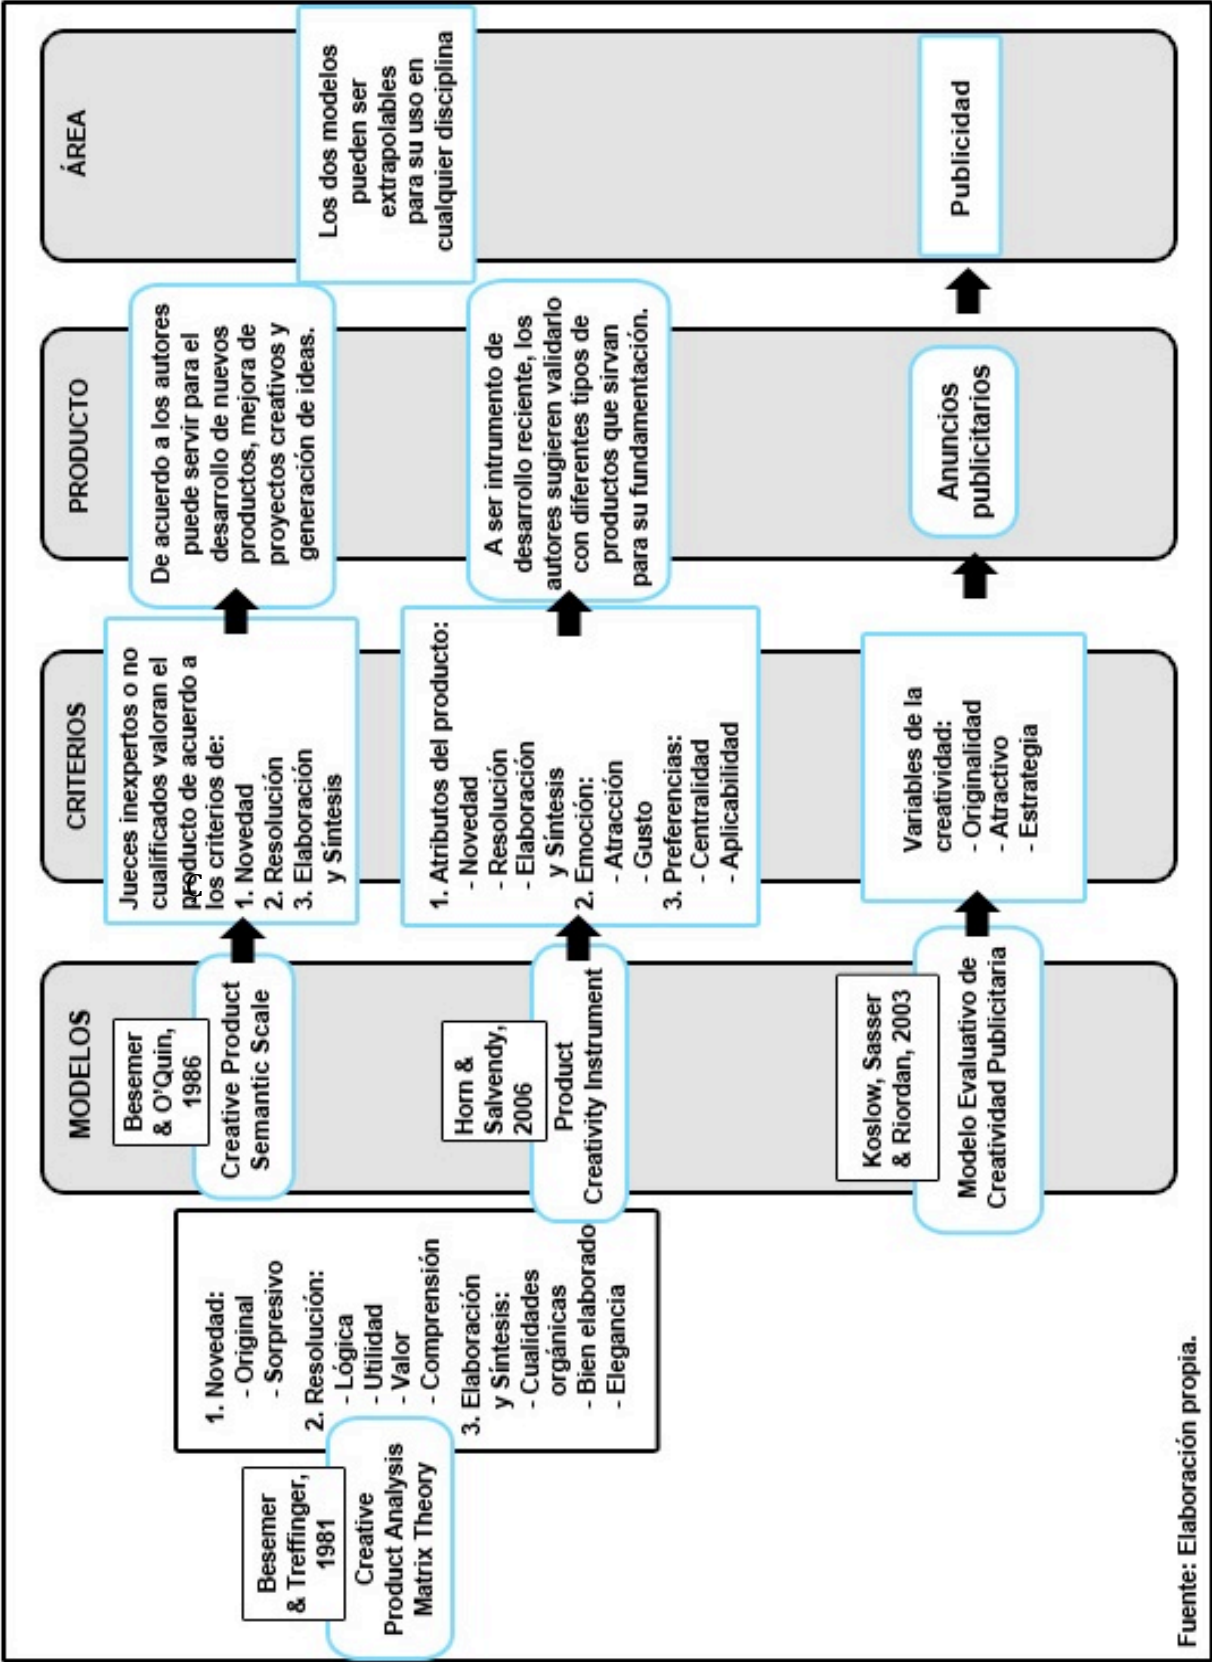 MODELOS
CRITERIOS
PRODUCTO
ÁREA
Besemer
& Treffinger,
1981
Creative
Product Analysis
Matrix Theory
1. Novedad:
- Original
- Sorpresivo
2. Resolución:
- Lógica
- Utilidad
- Valor
- Comprensión
3. Elaboración
y Síntesis:
- Cualidades
orgánicas
- Bien elaborado
- Elegancia
Besemer
& O'Quin,
1986
Creative Product
Semantic Scale
Jueces inexpertos o no
cualificados valoran el
producto de acuerdo a
los criterios de:
1. Novedad
2. Resolución
3. Elaboración
y Síntesis
De acuerdo a los autores
puede servir para el
desarrollo de nuevos
productos, mejora de
proyectos creativos y
generación de ideas.
Los dos modelos
pueden ser
extrapolables
para su uso en
cualquier disciplina
Horn &
Salvendy,
2006
Product
Creativity Instrument
1. Atributos del producto:
- Novedad
- Resolución
- Elaboración
y Síntesis
2. Emoción:
- Atracción
- Gusto
3. Preferencias:
- Centralidad
- Aplicabilidad
A ser intrumento de
desarrollo reciente, los
autores sugieren validarlo
con diferentes tipos de
productos que sirvan
para su fundamentación.
Koslow, Sasser
& Riordan, 2003
Modelo Evaluativo de
Creatividad Publicitaria
Variables de la
creatividad:
- Originalidad
- Atractivo
- Estrategia
Anuncios
publicitarios
Publicidad
Fuente: Elaboración propia.